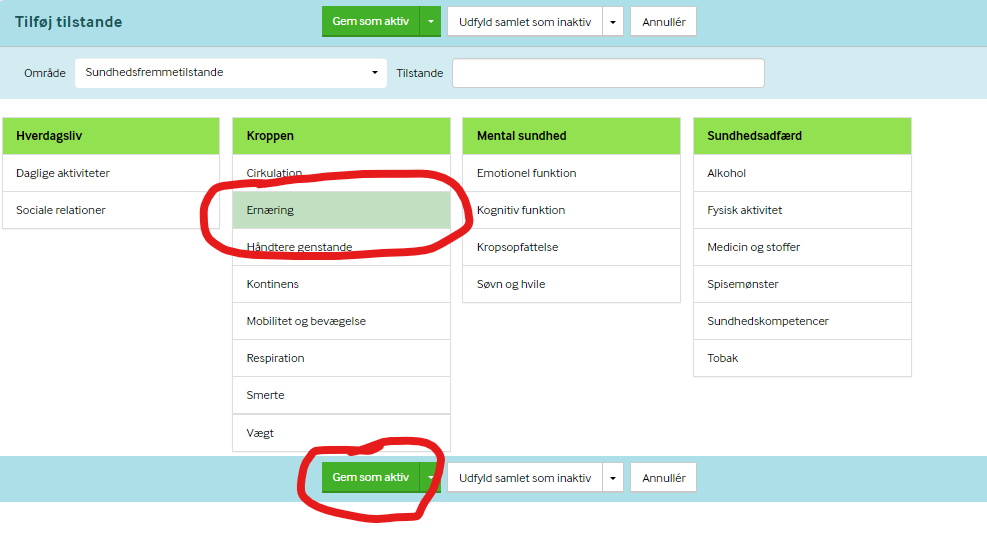 Tilføj tilstande
Gem som aktiv
Udfyld samlet som inaktiv
Annullér
Område
Sundhedsfremmetilstande
Tilstande
Hverdagsliv
Daglige aktiviteter
Sociale relationer
Kroppen
Cirkulation
Ernæring
Håndtere genstande
Kontinens
Mobilitet og bevægelse
Respiration
Smerte
Vægt
Mental sundhed
Emotionel funktion
Kognitiv funktion
Kropsopfattelse
Søvn og hvile
Sundhedsadfærd
Alkohol
Fysisk aktivitet
Medicin og stoffer
Spisemønster
Sundhedskompetencer
Tobak
Gem som aktiv
Udfyld samlet som inaktiv
Annullér